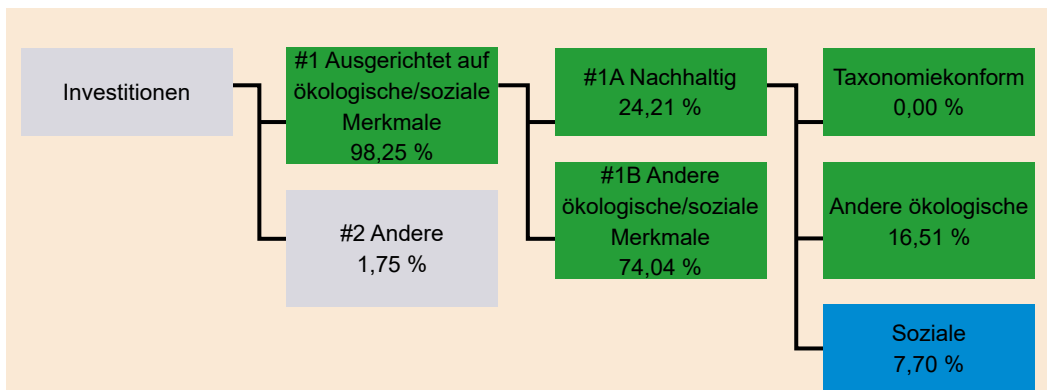 Investitionen
#1 Ausgerichtet auf
ökologische/soziale
Merkmale
98,25 %
#2 Andere
1,75 %
#1A Nachhaltig
24,21 %
#1B Andere
ökologische/soziale
Merkmale
74,04 %
Taxonomiekonform
0,00 %
Andere ökologische
16,51 %
Soziale
7,70 %